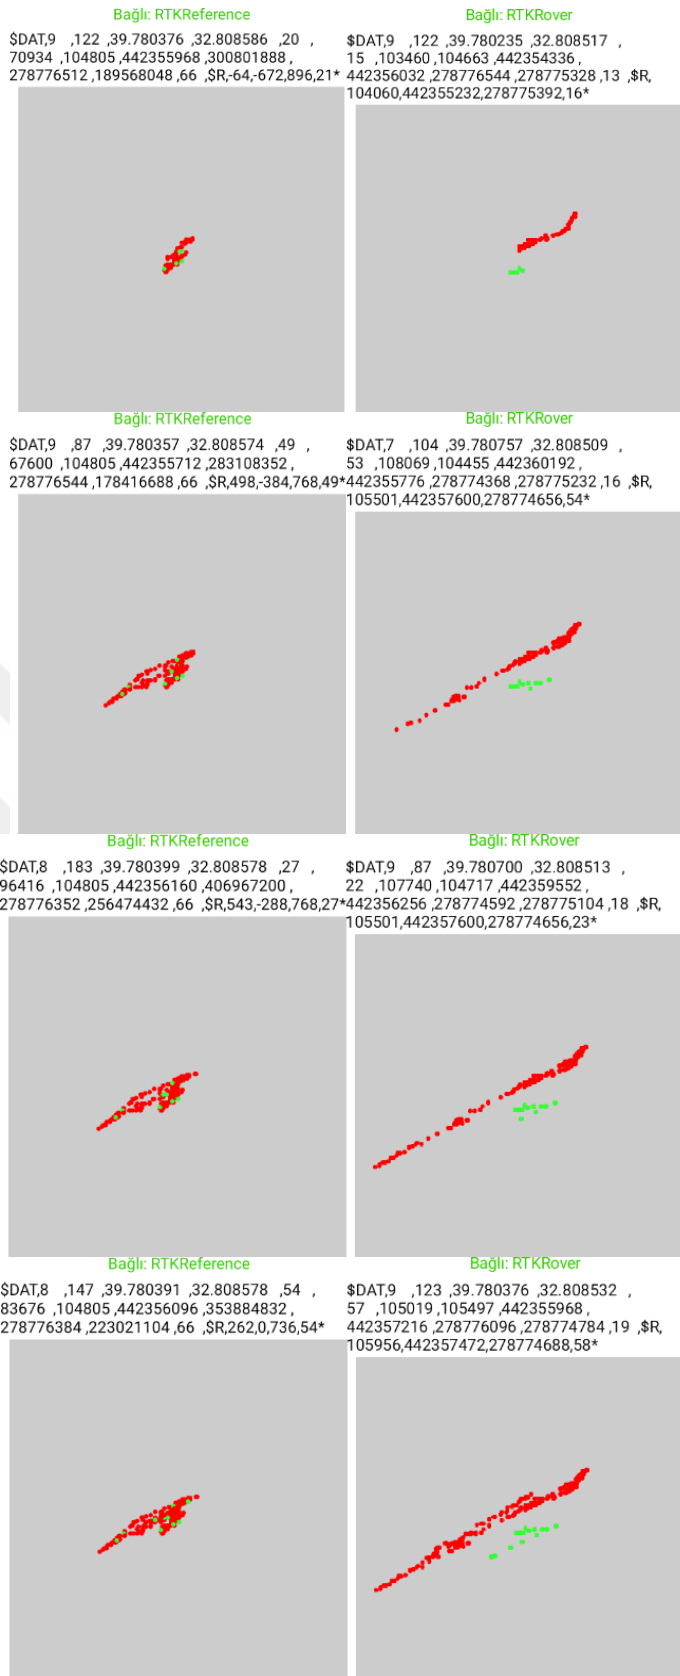 Bağlı: RTKReference
$DAT,9 ,122 ,39.780376 ,32.808586 ,20 ,
70934 ,104805 ,442355968 ,300801888 ,
278776512 ,189568048 ,66 ,$R,-64,-672,896,21*
Bağlı: RTKRover
$DAT,9 ,122 ,39.780235 ,32.808517 ,
15 ,103460 ,104663 ,442354336 ,
442356032 ,278776544 ,278775328 ,13 ,$R,
104060,442355232,278775392,16*
Bağlı: RTKReference
$DAT,9 ,87 ,39.780357 ,32.808574 ,49 ,
67600 ,104805 ,442355712 ,283108352 ,
278776544 ,178416688 ,66 ,$R,498,-384,768,49*
Bağlı: RTKRover
$DAT,7 ,104 ,39.780757 ,32.808509 ,
53 ,108069 ,104455 ,442360192 ,
442355776 ,278774368 ,278775232 ,16 ,$R,
105501,442357600,278774656,54*
Bağlı: RTKReference
$DAT,8 ,183 ,39.780399 ,32.808578 ,27 ,
96416 ,104805 ,442356160 ,406967200 ,
278776352 ,256474432 ,66 ,$R,543,-288,768,27*
Bağlı: RTKRover
$DAT,9 ,87 ,39.780700 ,32.808513 ,
22 ,107740 ,104717 ,442359552 ,
442356256 ,278774592 ,278775104 ,18 ,$R,
105501,442357600,278774656,23*
Bağlı: RTKReference
$DAT,8 ,147 ,39.780391 ,32.808578 ,54 ,
83676 ,104805 ,442356096 ,353884832 ,
278776384 ,223021104 ,66 ,$R,262,0,736,54*
Bağlı: RTKRover
$DAT,9 ,123 ,39.780376 ,32.808532 ,
57 ,105019 ,105497 ,442355968 ,
442357216 ,278776096 ,278774784 ,19 ,$R,
105956,442357472,278774688,58*